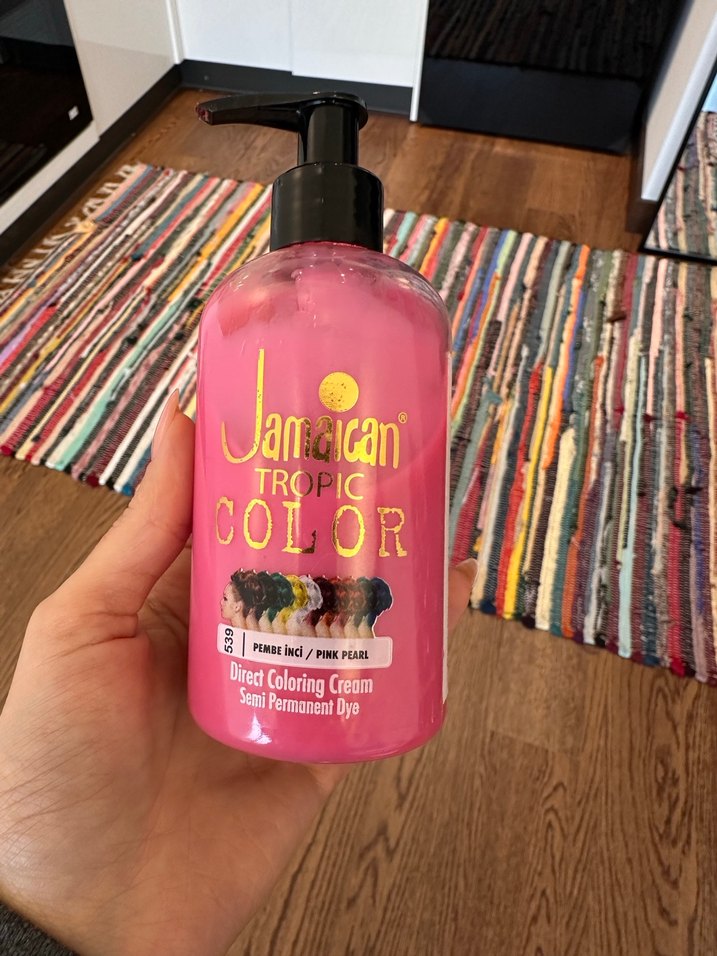 Jamaican®
TROPIC
COLOR
539
PEMBE İNCİ / PINK PEARL
Direct Coloring Cream
Semi Permanent Dye